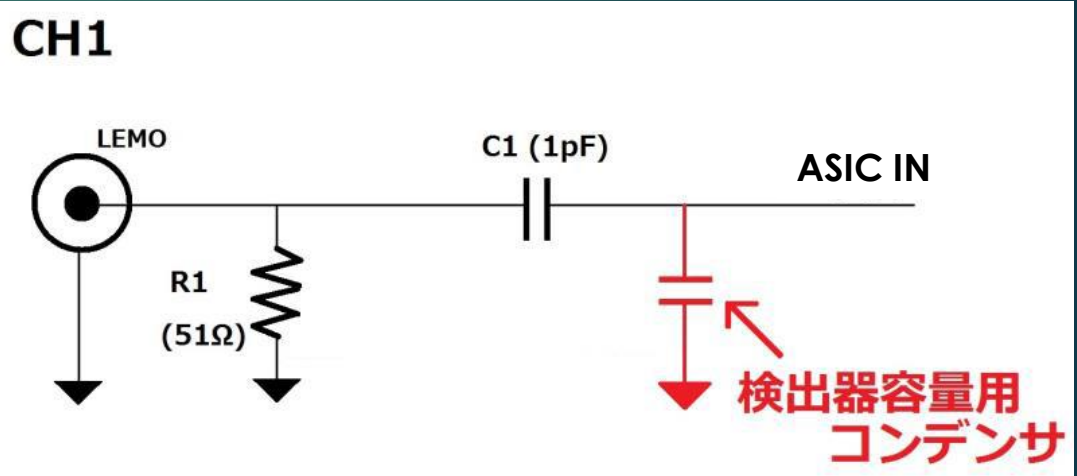 CH1
LEMO
C1 (1pF)
ASIC IN
R1
(51Ω)
検出器容量用
コンデンサ